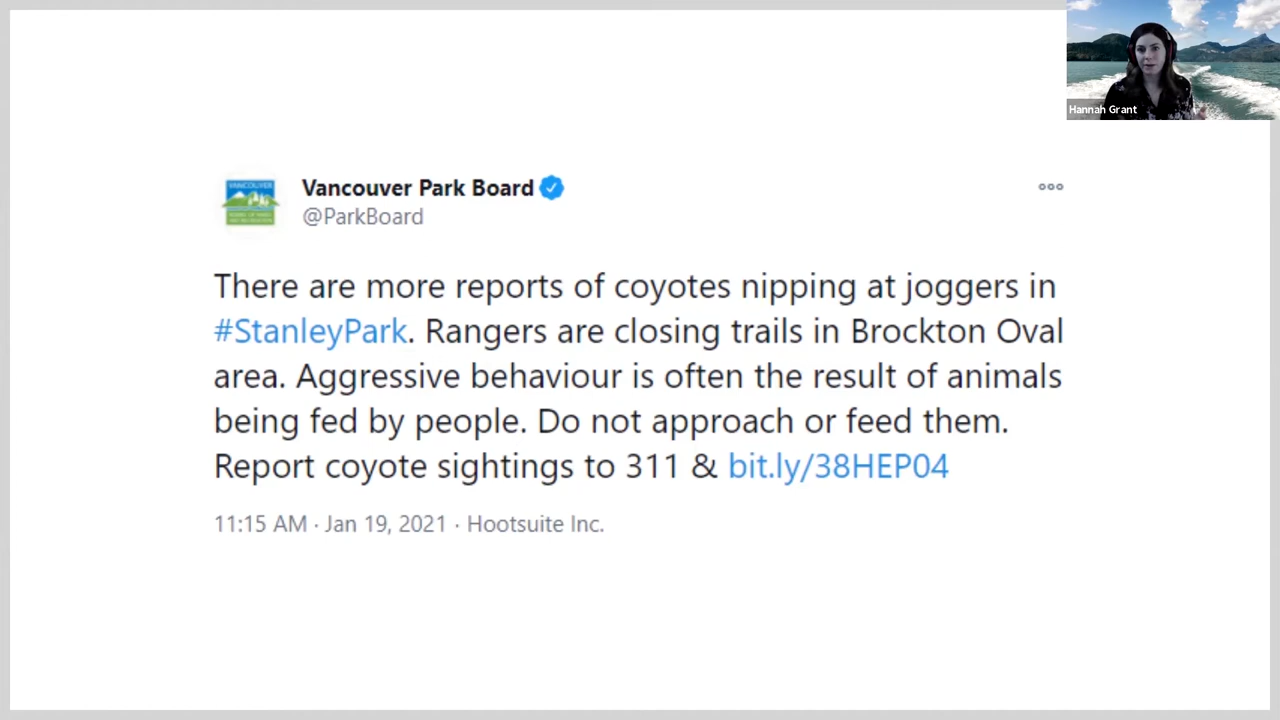 Hannah Grant
Vancouver Park Board
@ParkBoard
There are more reports of coyotes nipping at joggers in
#StanleyPark. Rangers are closing trails in Brockton Oval
area. Aggressive behaviour is often the result of animals
being fed by people. Do not approach or feed them.
Report coyote sightings to 311 & bit.ly/38HEP04
11:15 AM · Jan 19, 2021 · Hootsuite Inc.
VANCOUVER